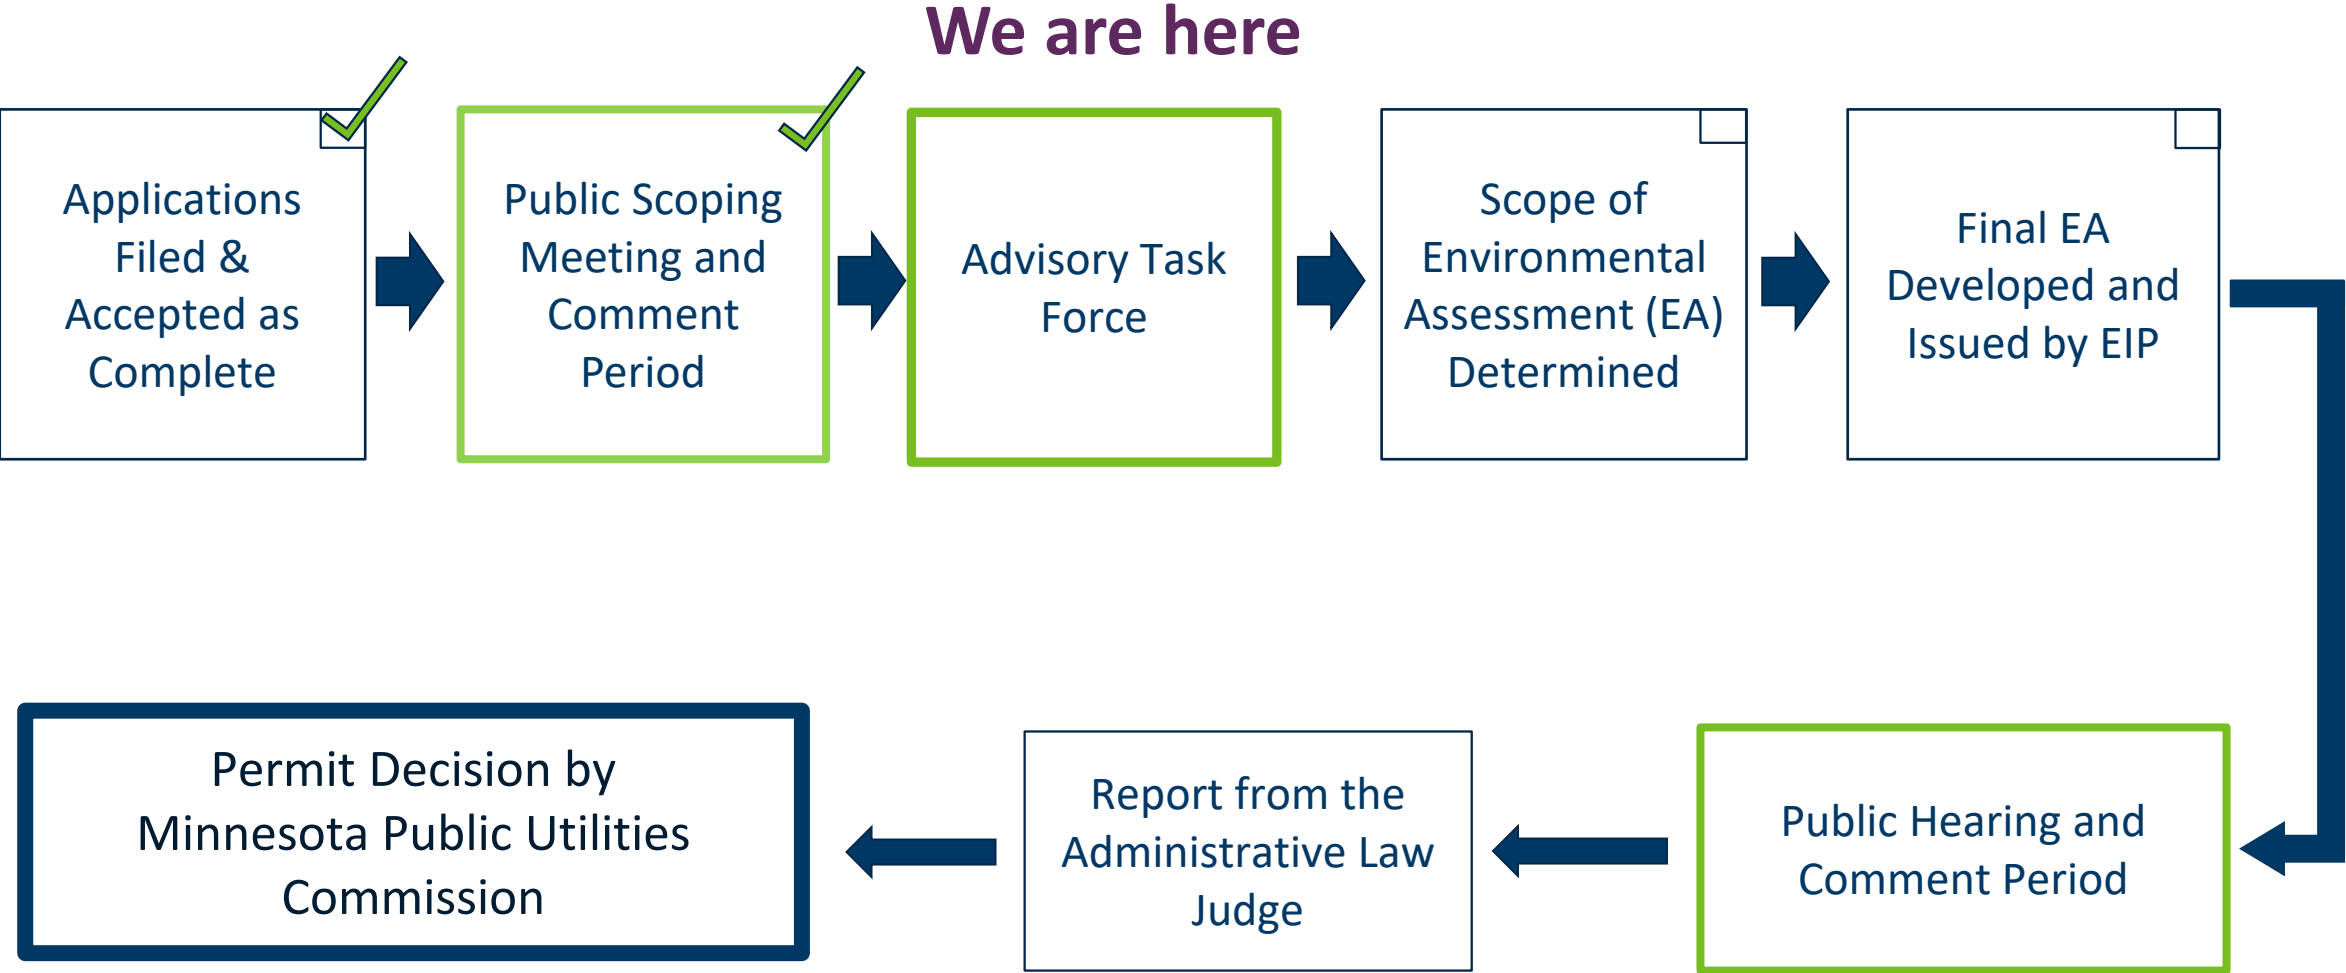 We are here
Applications
Filed &
Accepted as
Complete
Public Scoping
Meeting and
Comment
Period
Advisory Task
Force
Scope of
Environmental
Assessment (EA)
Determined
Final EA
Developed and
Issued by EIP
Permit Decision by
Minnesota Public Utilities
Commission
Report from the
Administrative Law
Judge
Public Hearing and
Comment Period